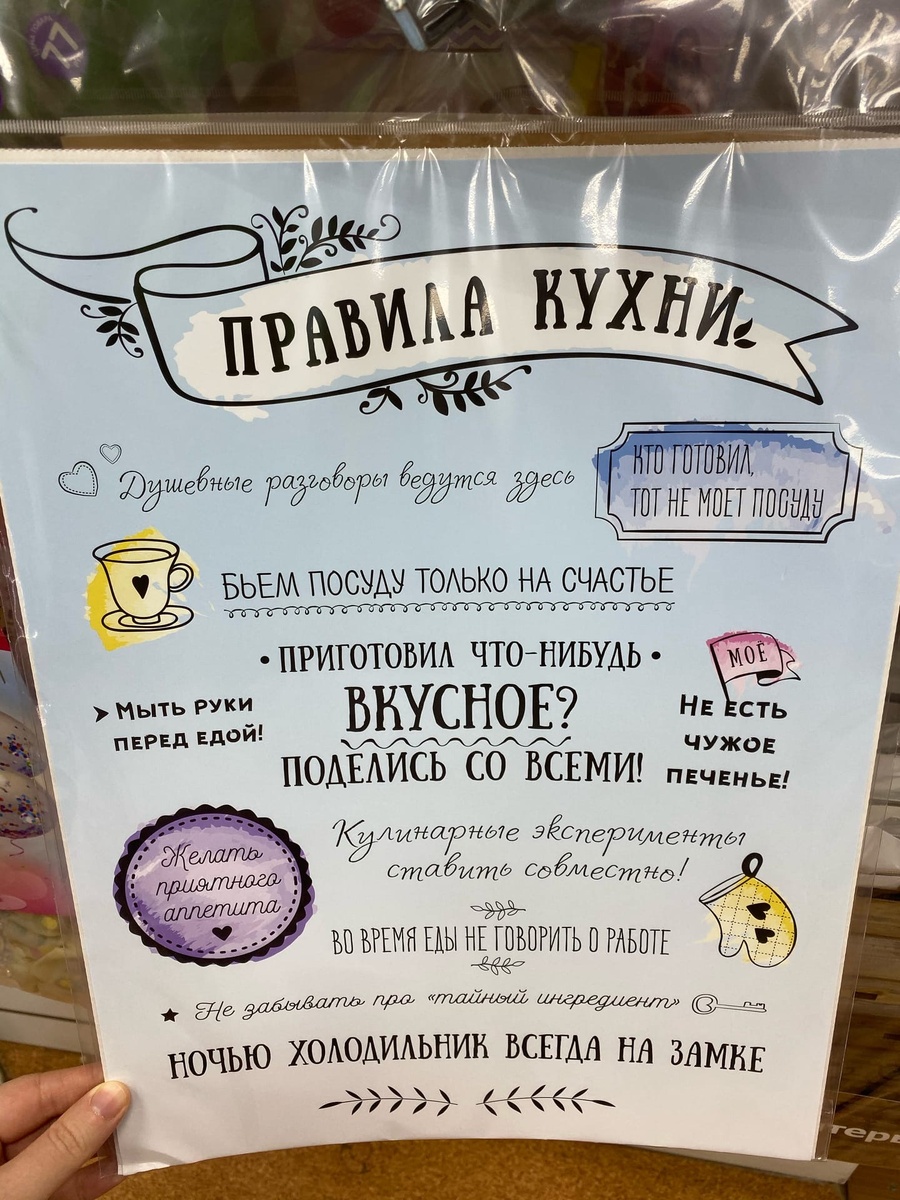 ПРАВИЛА КУХНИ
Душевные разговоры ведутся здесь
КТО ГОТОВИЛ,
ТОТ НЕ МОЕТ ПОСУДУ
БЬЕМ ПОСУДУ ТОЛЬКО НА СЧАСТЬЕ
• ПРИГОТОВИЛ ЧТО-НИБУДЬ •
ВКУСНОЕ?
ПОДЕЛИСЬ СО ВСЕМИ!
МЫТЬ РУКИ
ПЕРЕД ЕДОЙ!
МОЁ
НЕ ЕСТЬ
ЧУЖОЕ
ПЕЧЕНЬЕ!
Желать
приятного
аппетита
Кулинарные эксперименты
ставить совместно!
ВО ВРЕМЯ ЕДЫ НЕ ГОВОРИТЬ О РАБОТЕ
Не забывать про «тайный ингредиент»
НОЧЬЮ ХОЛОДИЛЬНИК ВСЕГДА НА ЗАМКЕ